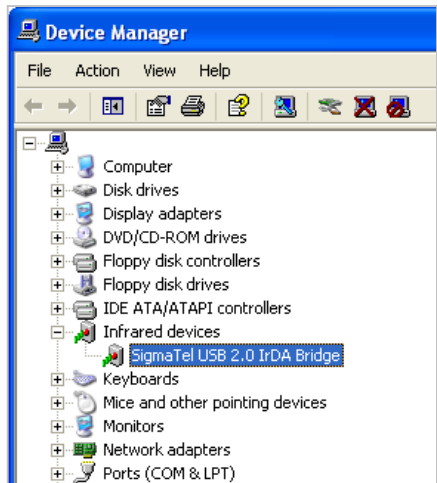 Device Manager
File Action View Help
Computer
Disk drives
Display adapters
DVD/CD-ROM drives
Floppy disk controllers
Floppy disk drives
IDE ATA/ATAPI controllers
Infrared devices
SigmaTel USB 2.0 IrDA Bridge
Keyboards
Mice and other pointing devices
Monitors
Network adapters
Ports (COM & LPT)